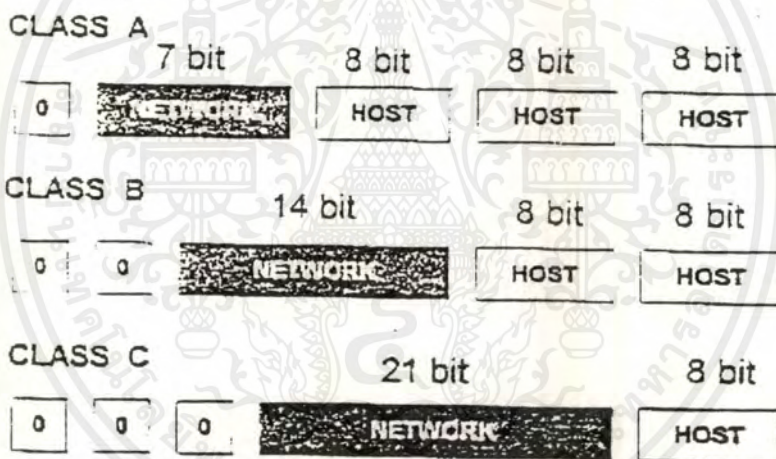 CLASS A
7 bit 8 bit 8 bit 8 bit
0 NETWORK HOST HOST HOST
CLASS B
14 bit 8 bit 8 bit
0 0 NETWORK HOST HOST
CLASS C
21 bit 8 bit
0 0 0 NETWORK HOST